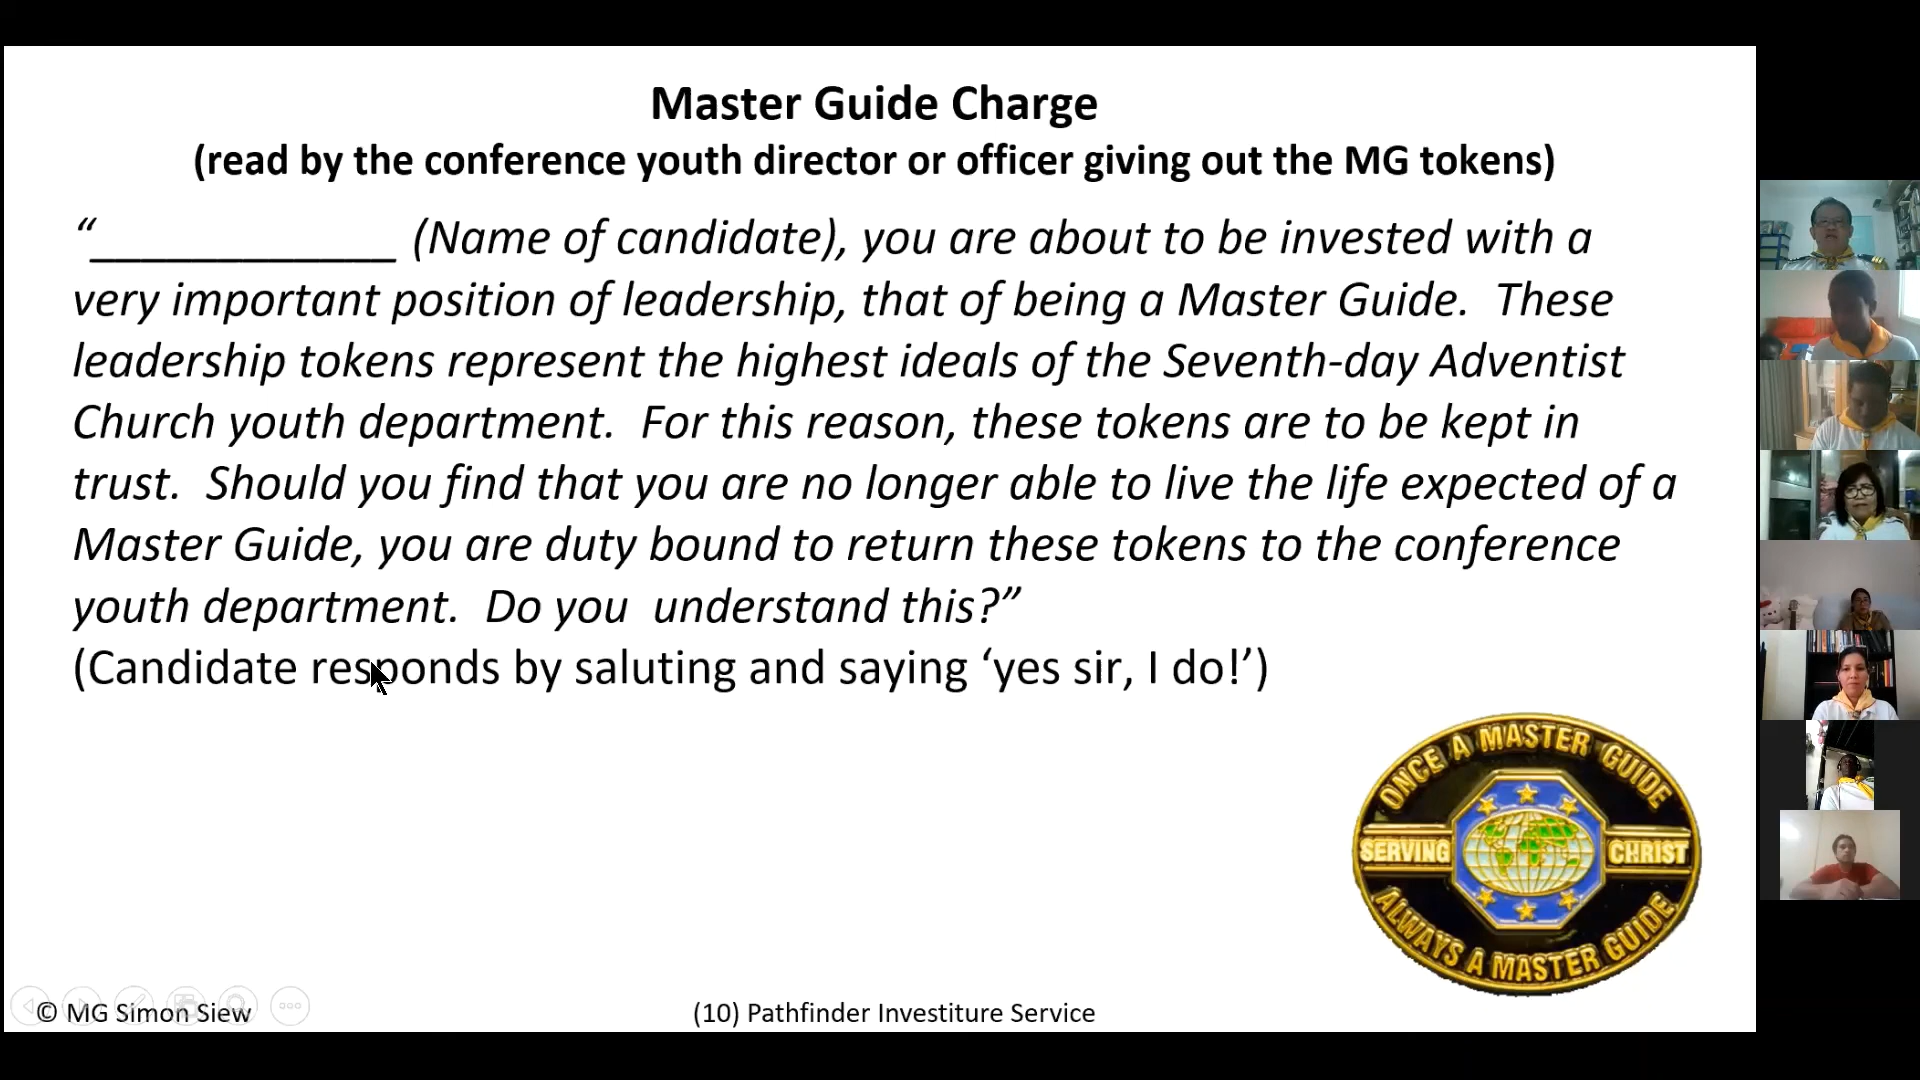 Master Guide Charge
(read by the conference youth director or officer giving out the MG tokens)
“____________ (Name of candidate), you are about to be invested with a
very important position of leadership, that of being a Master Guide.  These
leadership tokens represent the highest ideals of the Seventh-day Adventist
Church youth department.  For this reason, these tokens are to be kept in
trust.  Should you find that you are no longer able to live the life expected of a
Master Guide, you are duty bound to return these tokens to the conference
youth department.  Do you  understand this?”
(Candidate responds by saluting and saying ‘yes sir, I do!’)
ONCE A MASTER GUIDE
SERVING CHRIST
ALWAYS A MASTER GUIDE
© MG Simon Siew
(10) Pathfinder Investiture Service